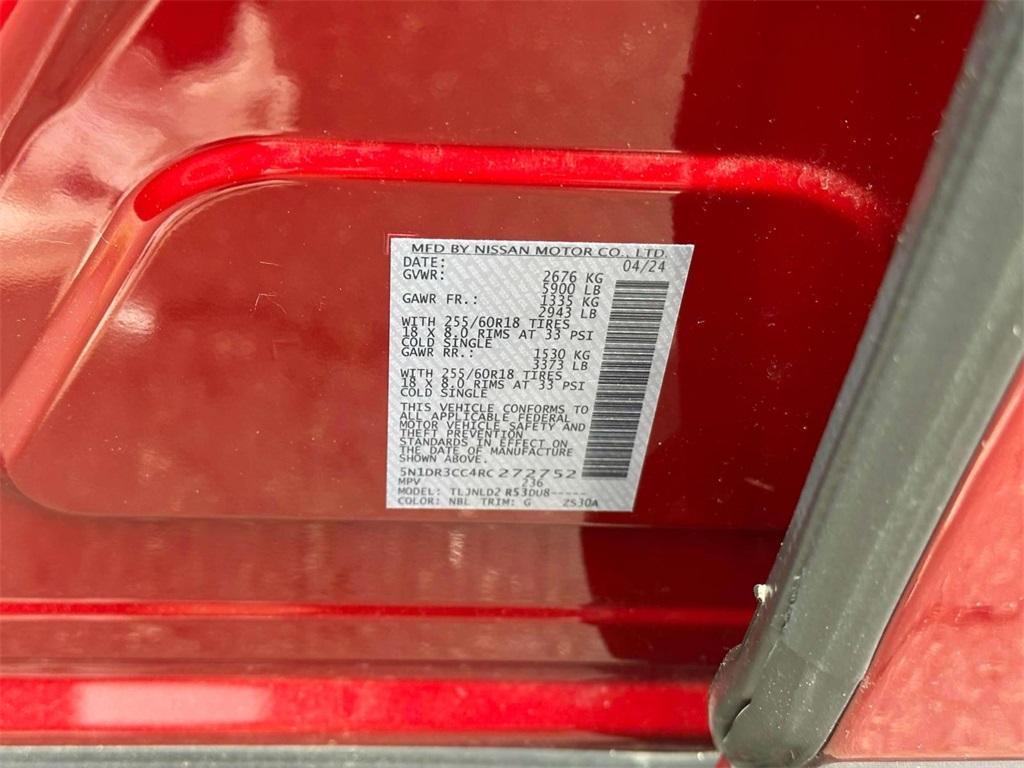 MFD BY NISSAN MOTOR CO., LTD.
DATE: 04/24
GVWR: 2676 KG
5900 LB
GAWR FR.: 1335 KG
2943 LB
WITH 255/60R18 TIRES
18 X 8.0 RIMS AT 33 PSI
COLD SINGLE
GAWR RR.: 1530 KG
3373 LB
WITH 255/60R18 TIRES
18 X 8.0 RIMS AT 33 PSI
COLD SINGLE
THIS VEHICLE CONFORMS TO
ALL APPLICABLE FEDERAL
MOTOR VEHICLE SAFETY AND
THEFT PREVENTION
STANDARDS IN EFFECT ON
THE DATE OF MANUFACTURE
SHOWN ABOVE.
5N1DR3CC4RC272752
MPV 236
MODEL: TLJNLD2 R53DU8-----
COLOR: NBL TRIM: G ZS30A